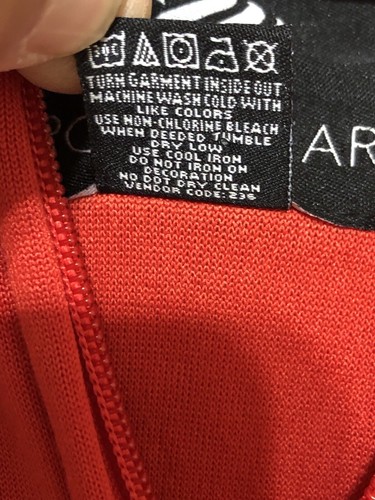 TURN GARMENT INSIDE OUT
MACHINE WASH COLD WITH
LIKE COLORS
USE NON-CHLORINE BLEACH
WHEN DEEDED TUMBLE
DRY LOW
USE COOL IRON
DO NOT IRON ON
DECORATION
NO DOT DRY CLEAN
VENDOR CODE: 236
AR